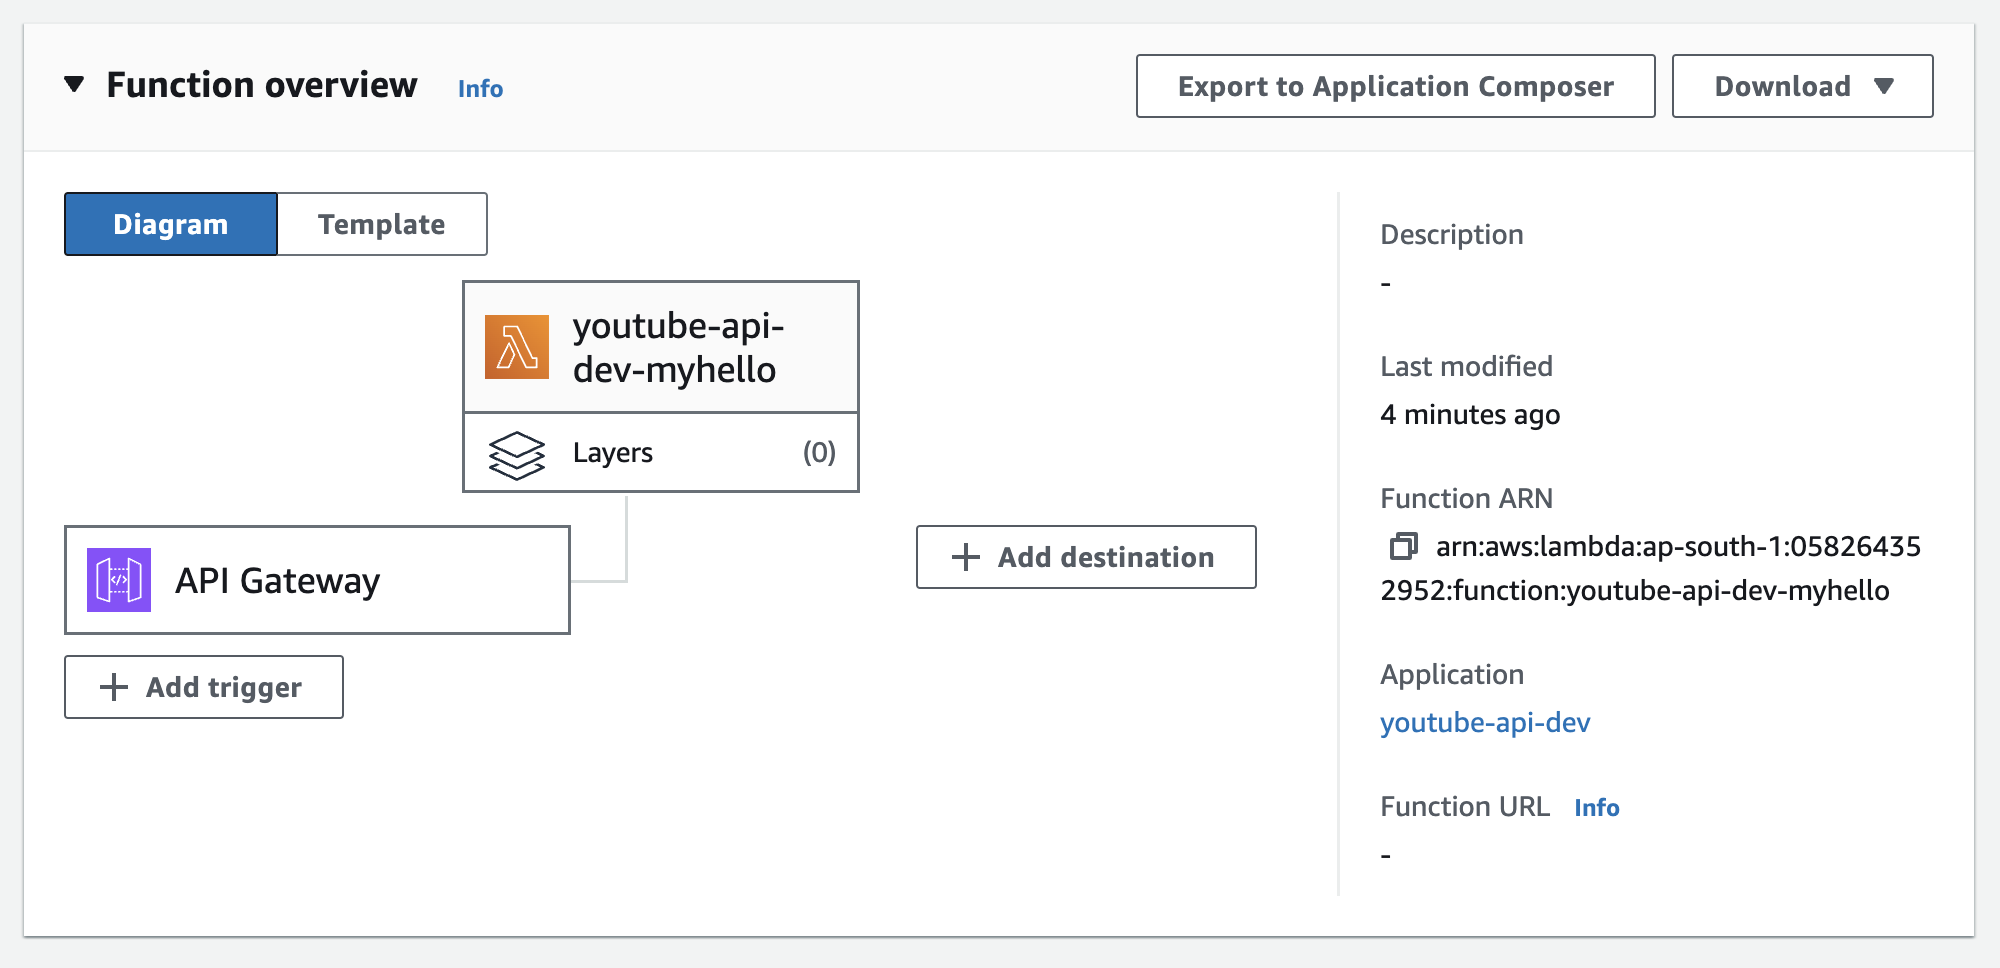 Function overview Info
Export to Application Composer
Download
Diagram
Template
youtube-api-
dev-myhello
Layers (0)
API Gateway
Add destination
Add trigger
Description
-
Last modified
4 minutes ago
Function ARN
arn:aws:lambda:ap-south-1:05826435
2952:function:youtube-api-dev-myhello
Application
youtube-api-dev
Function URL Info
-